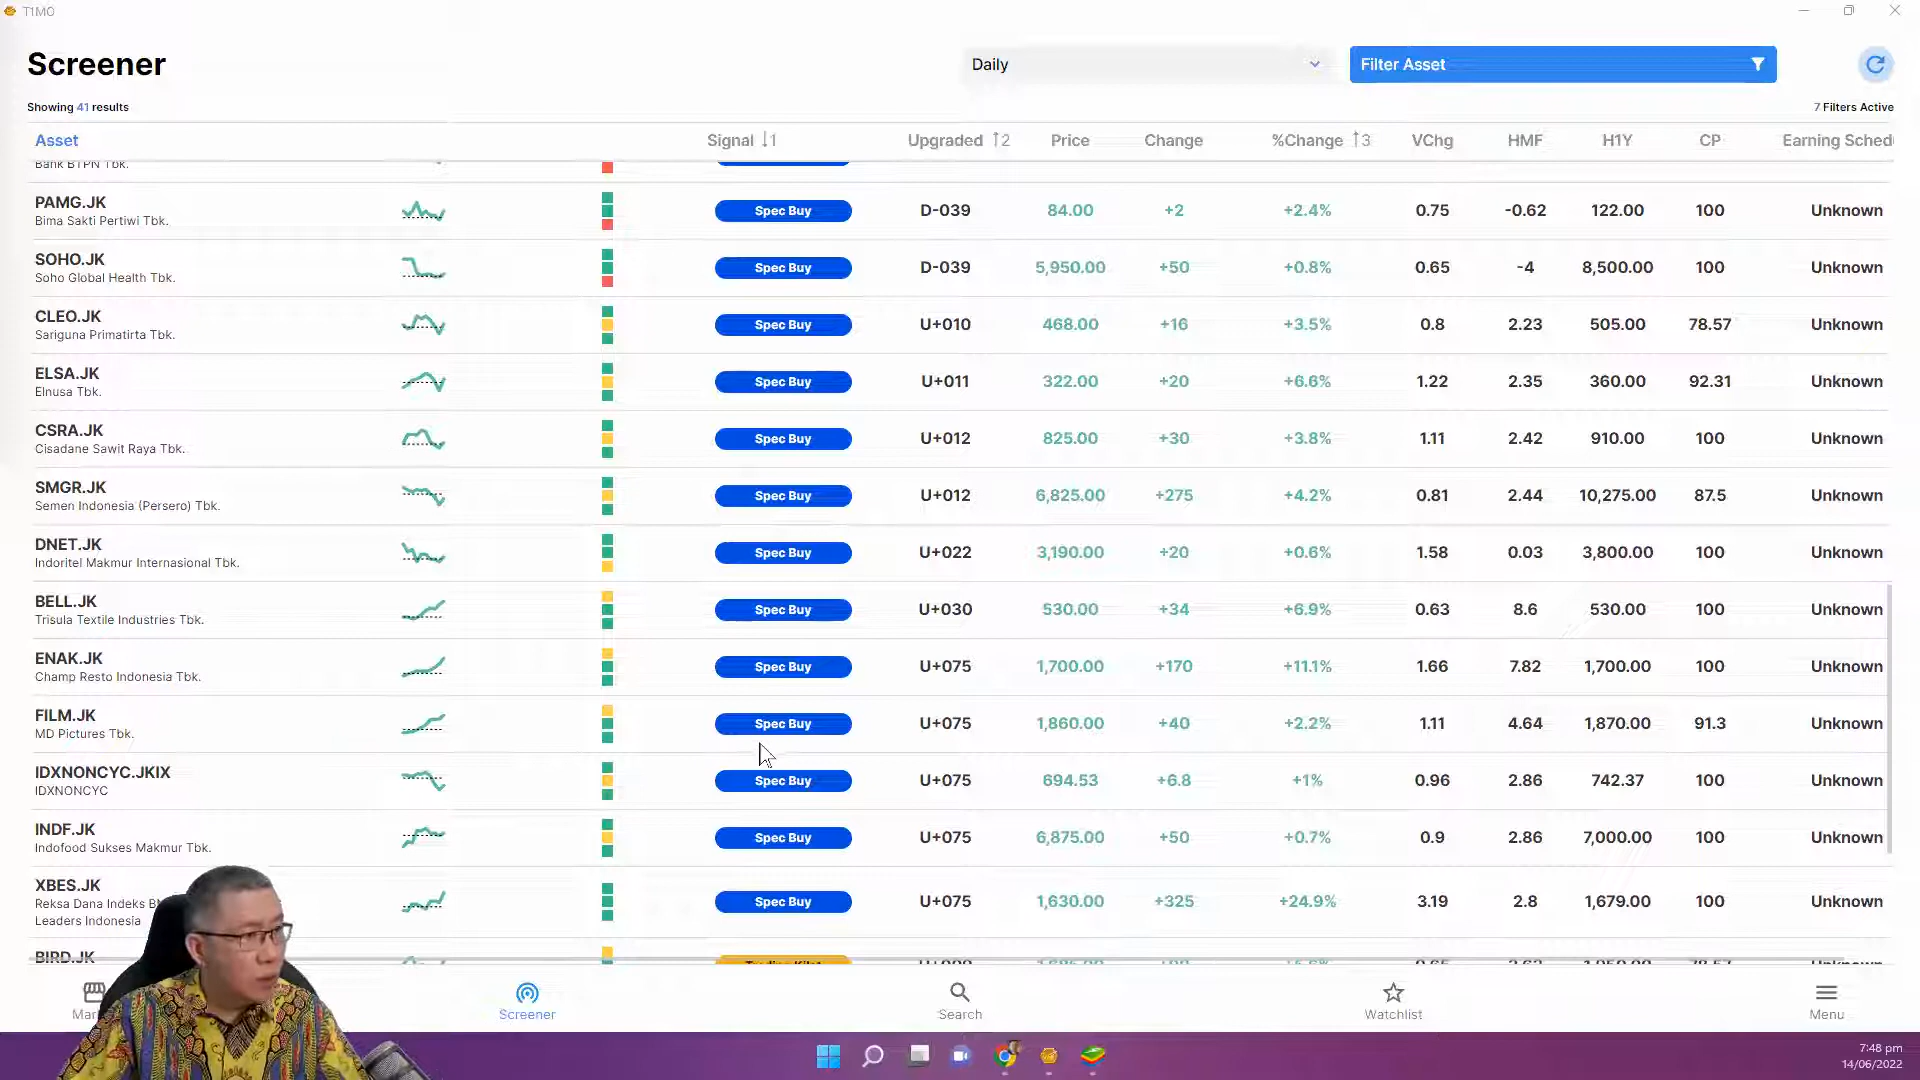 T1MO
Screener
Daily
Filter Asset
Showing 41 results
7 Filters Active
Asset Signal 1 Upgraded 2 Price Change %Change 3 VChg HMF H1Y CP Earning Sched
Bank BTPN Tbk.
PAMG.JK
Bima Sakti Pertiwi Tbk.
Spec Buy D-039 84.00 +2 +2.4% 0.75 -0.62 122.00 100 Unknown
SOHO.JK
Soho Global Health Tbk.
Spec Buy D-039 5,950.00 +50 +0.8% 0.65 -4 8,500.00 100 Unknown
CLEO.JK
Sariguna Primatirta Tbk.
Spec Buy U+010 468.00 +16 +3.5% 0.8 2.23 505.00 78.57 Unknown
ELSA.JK
Elnusa Tbk.
Spec Buy U+011 322.00 +20 +6.6% 1.22 2.35 360.00 92.31 Unknown
CSRA.JK
Cisadane Sawit Raya Tbk.
Spec Buy U+012 825.00 +30 +3.8% 1.11 2.42 910.00 100 Unknown
SMGR.JK
Semen Indonesia (Persero) Tbk.
Spec Buy U+012 6,825.00 +275 +4.2% 0.81 2.44 10,275.00 87.5 Unknown
DNET.JK
Indoritel Makmur Internasional Tbk.
Spec Buy U+022 3,190.00 +20 +0.6% 1.58 0.03 3,800.00 100 Unknown
BELL.JK
Trisula Textile Industries Tbk.
Spec Buy U+030 530.00 +34 +6.9% 0.63 8.6 530.00 100 Unknown
ENAK.JK
Champ Resto Indonesia Tbk.
Spec Buy U+075 1,700.00 +170 +11.1% 1.66 7.82 1,700.00 100 Unknown
FILM.JK
MD Pictures Tbk.
Spec Buy U+075 1,860.00 +40 +2.2% 1.11 4.64 1,870.00 91.3 Unknown
IDXNONCYC.JKIX
IDXNONCYC
Spec Buy U+075 694.53 +6.8 +1% 0.96 2.86 742.37 100 Unknown
INDF.JK
Indofood Sukses Makmur Tbk.
Spec Buy U+075 6,875.00 +50 +0.7% 0.9 2.86 7,000.00 100 Unknown
XBES.JK
Reksa Dana Indeks
Leaders Indonesia
Spec Buy U+075 1,630.00 +325 +24.9% 3.19 2.8 1,679.00 100 Unknown
BIRD.JK
Screener
Search
Watchlist
Menu
7:48 pm
14/06/2022